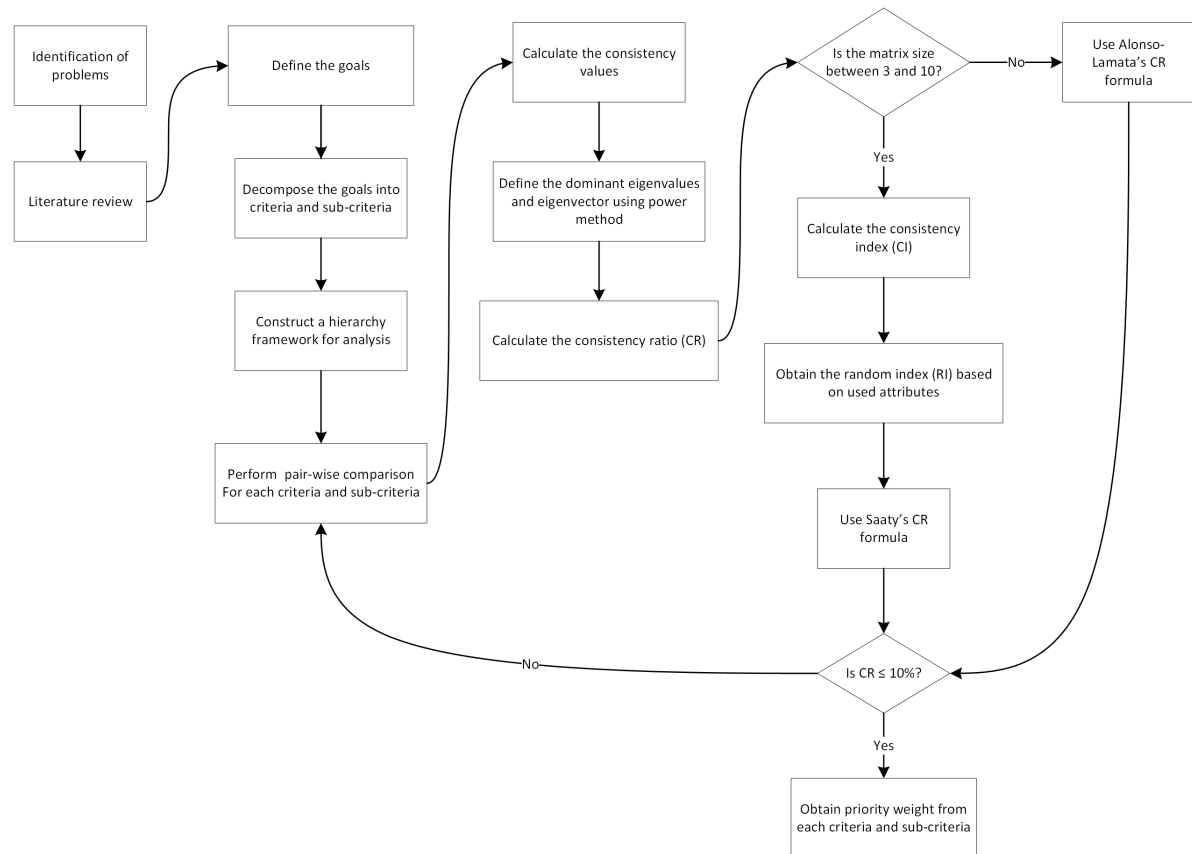 Identification of
problems
Literature review
Define the goals
Decompose the goals into
criteria and sub-criteria
Construct a hierarchy
framework for analysis
Perform pair-wise comparison
For each criteria and sub-criteria
Calculate the consistency
values
Define the dominant eigenvalues
and eigenvector using power
method
Calculate the consistency ratio (CR)
Is the matrix size
between 3 and 10?
No
Use Alonso-
Lamata's CR
formula
Yes
Calculate the consistency
index (CI)
Obtain the random index (RI) based
on used attributes
Use Saaty's CR
formula
Is CR ≤ 10%?
No
Yes
Obtain priority weight from
each criteria and sub-criteria